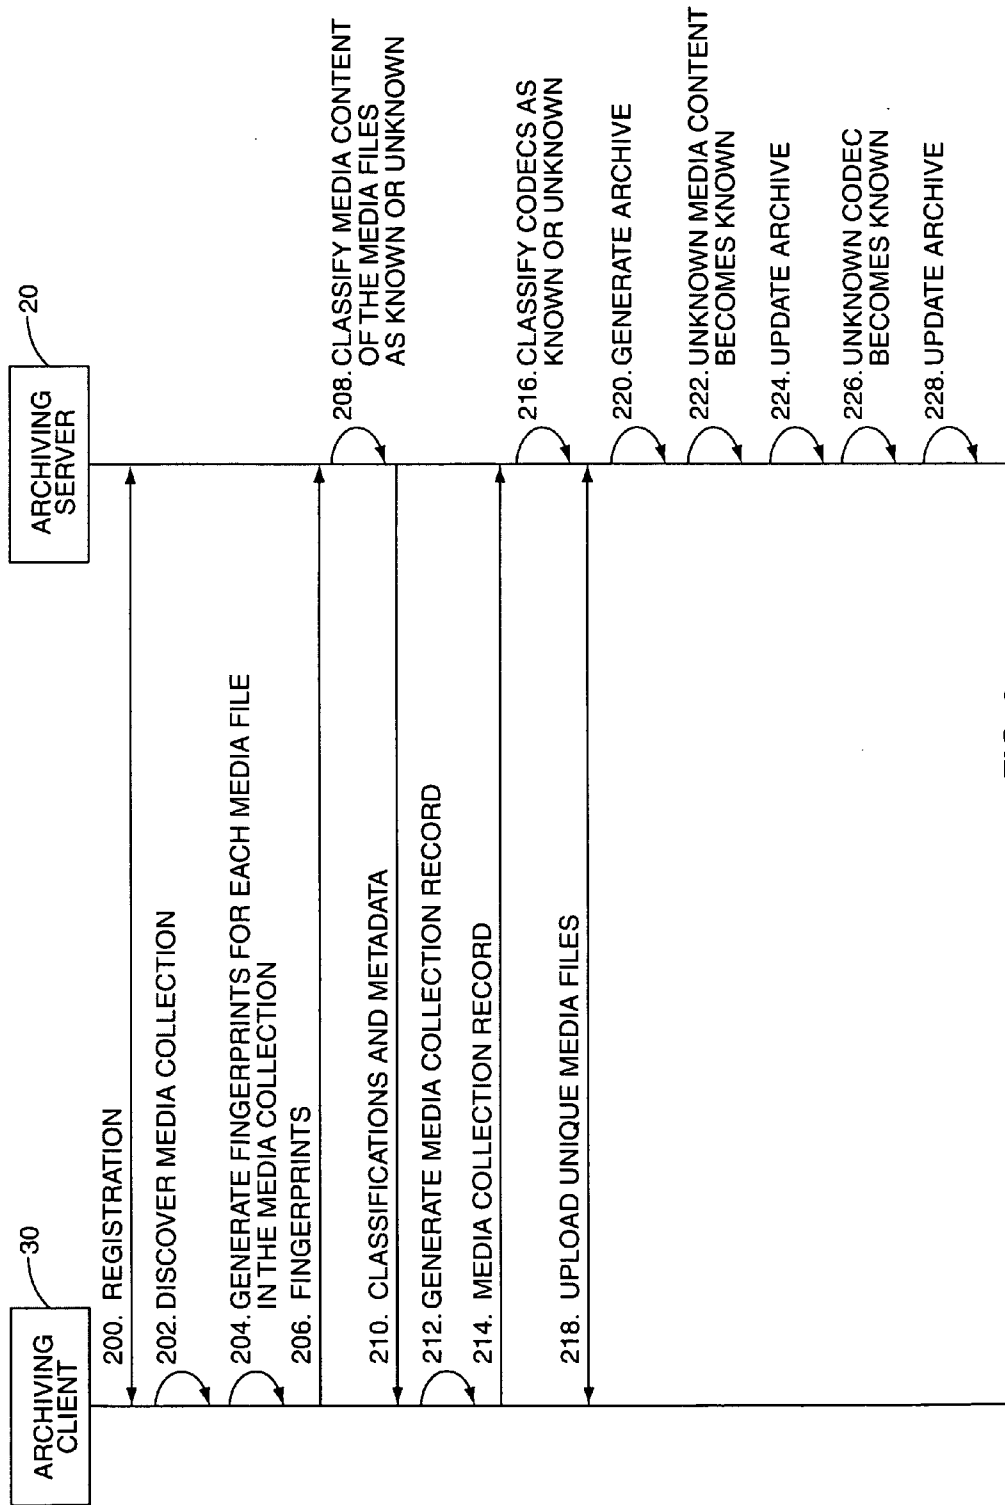 ARCHIVING
CLIENT
30
ARCHIVING
SERVER
20
200. REGISTRATION
202. DISCOVER MEDIA COLLECTION
204. GENERATE FINGERPRINTS FOR EACH MEDIA FILE
IN THE MEDIA COLLECTION
206. FINGERPRINTS
208. CLASSIFY MEDIA CONTENT
OF THE MEDIA FILES
AS KNOWN OR UNKNOWN
210. CLASSIFICATIONS AND METADATA
212. GENERATE MEDIA COLLECTION RECORD
214. MEDIA COLLECTION RECORD
216. CLASSIFY CODECS AS
KNOWN OR UNKNOWN
218. UPLOAD UNIQUE MEDIA FILES
220. GENERATE ARCHIVE
222. UNKNOWN MEDIA CONTENT
BECOMES KNOWN
224. UPDATE ARCHIVE
226. UNKNOWN CODEC
BECOMES KNOWN
228. UPDATE ARCHIVE